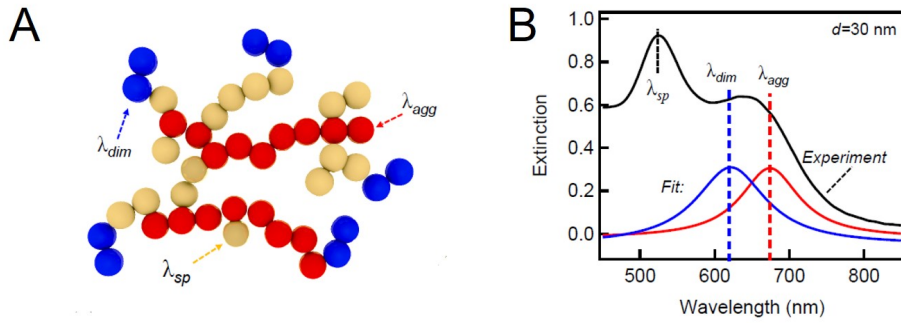 A
λdim
λagg
λsp
B
d=30 nm
λsp
λdim
λagg
Experiment
Fit:
Extinction
1.0
0.8
0.6
0.4
0.2
0.0
500 600 700 800
Wavelength (nm)